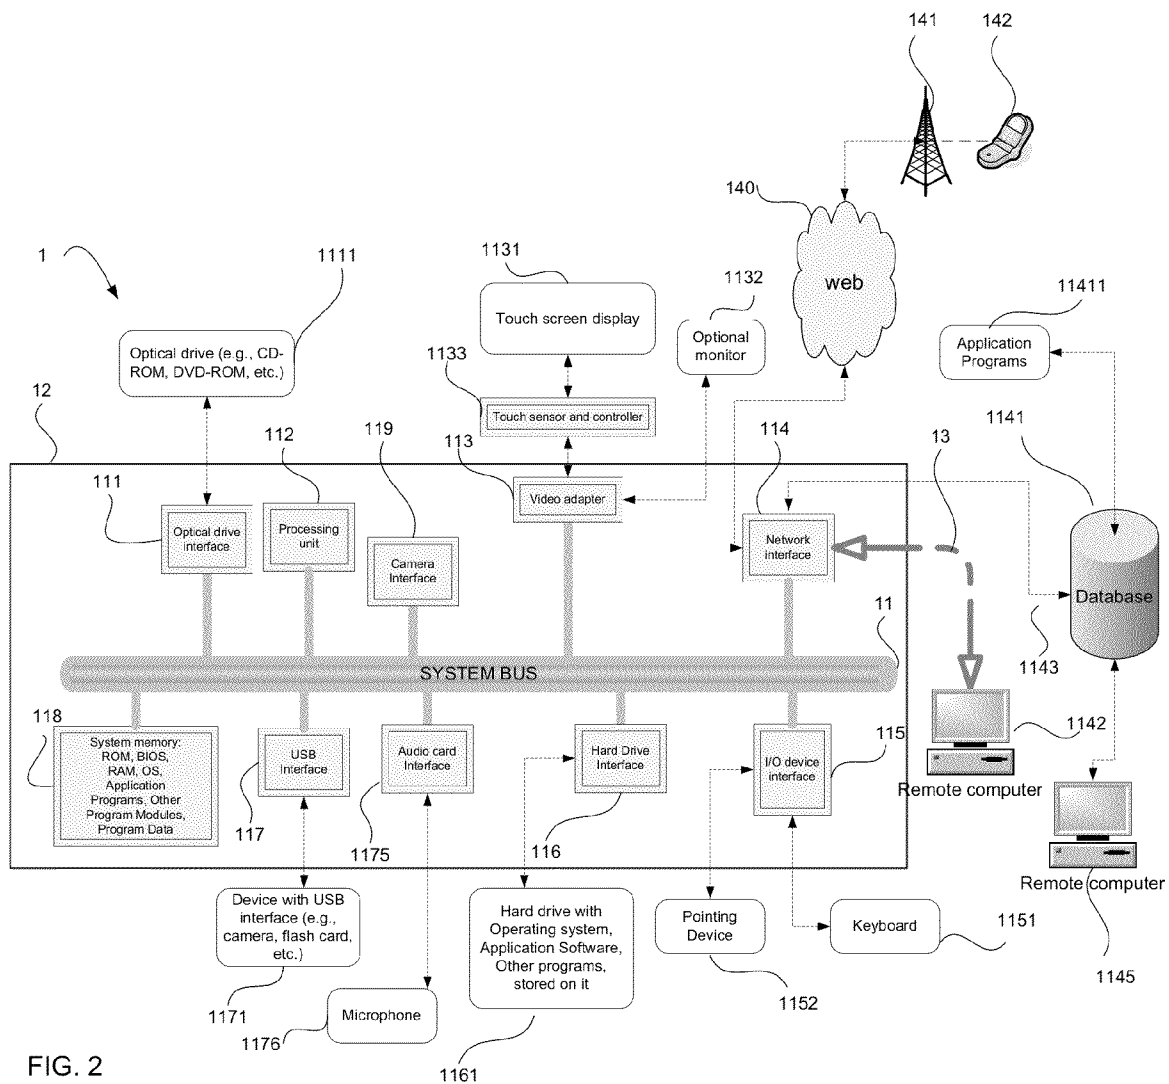 141
142
140
1
1111
1131
1132
web
11411
Touch screen display
Optional
monitor
Application
Programs
Optical drive (e.g., CD-
ROM, DVD-ROM, etc.)
1133
12
Touch sensor and controller
119
112
113
114
13
1141
111
Video adapter
Optical drive
interface
Processing
unit
Network
interface
Camera
Interface
Database
11
1143
SYSTEM BUS
118
1142
System memory:
ROM, BIOS,
RAM, OS,
Application
Programs, Other
Program Modules,
Program Data
USB
Interface
Audio card
Interface
Hard Drive
Interface
I/O device
interface
115
Remote computer
117
1175
116
Remote computer
Device with USB
interface (e.g.,
camera, flash card,
etc.)
Hard drive with
Operating system,
Application Software,
Other programs,
stored on it
Pointing
Device
Keyboard
1151
1145
1152
1171
Microphone
1176
1161
FIG. 2